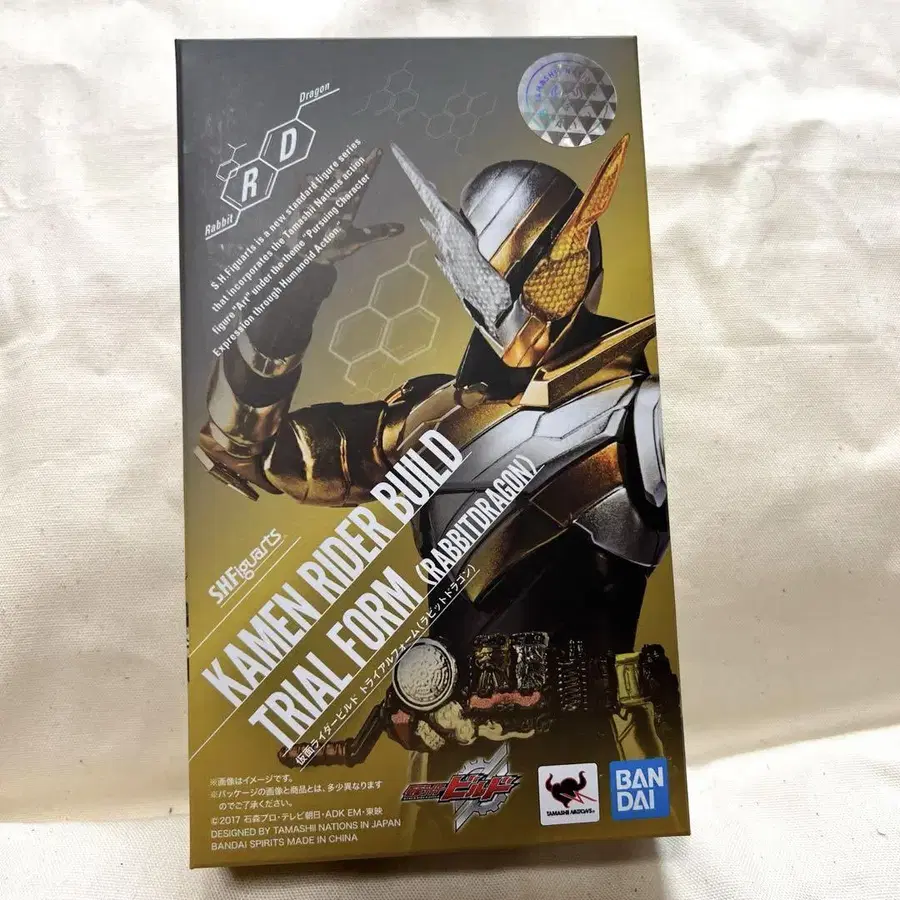 Dragon
R D
Rabbit
S.H.Figuarts is a new standard figure series
that incorporates the Tamashii Nations action
figure "Art" under the theme "Pursuing Character
Expression through Humanoid Action."
S.H.Figuarts
KAMEN RIDER BUILD
TRIAL FORM (RABBITDRAGON)
仮面ライダービルド トライアルフォーム(ラビットドラゴン)
※画像はイメージです。
※パッケージの画像と商品とは、多少異なります
のでご了承ください。
©2017 石森プロ・テレビ朝日・ADK EM・東映
DESIGNED BY TAMASHII NATIONS IN JAPAN
BANDAI SPIRITS MADE IN CHINA
ビルド
TAMASHII NATIONS
BAN
DAI